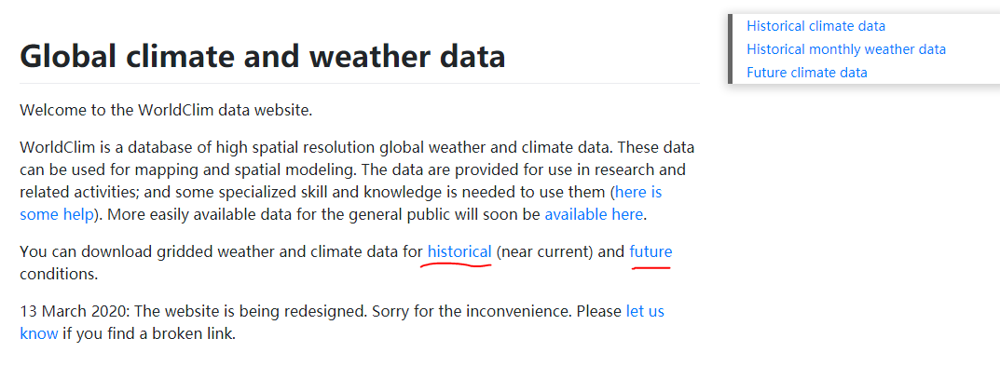 Global climate and weather data
Welcome to the WorldClim data website.
WorldClim is a database of high spatial resolution global weather and climate data. These data
can be used for mapping and spatial modeling. The data are provided for use in research and
related activities; and some specialized skill and knowledge is needed to use them (here is
some help). More easily available data for the general public will soon be available here.
You can download gridded weather and climate data for historical (near current) and future
conditions.
13 March 2020: The website is being redesigned. Sorry for the inconvenience. Please let us
know if you find a broken link.
Historical climate data
Historical monthly weather data
Future climate data